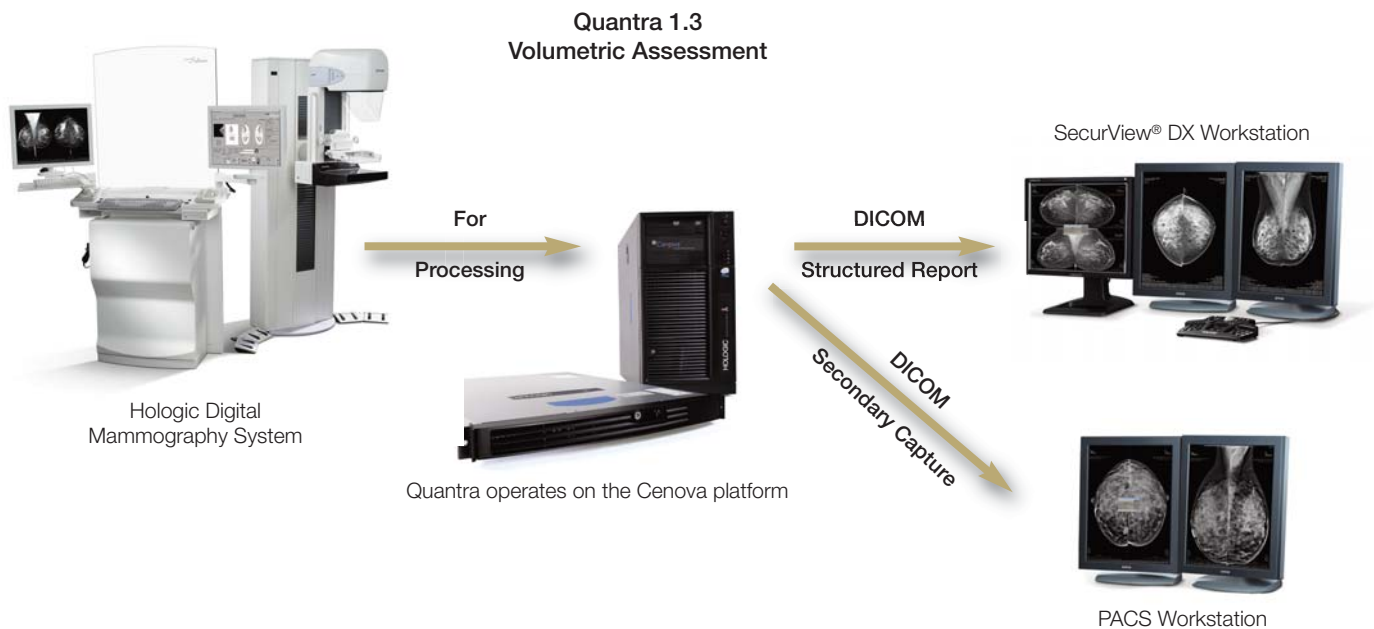 Quantra 1.3
Volumetric Assessment
SecurView® DX Workstation
For
Processing
DICOM
Structured Report
DICOM
Secondary Capture
HOLOGIC
Hologic Digital
Mammography System
Quantra operates on the Cenova platform
PACS Workstation